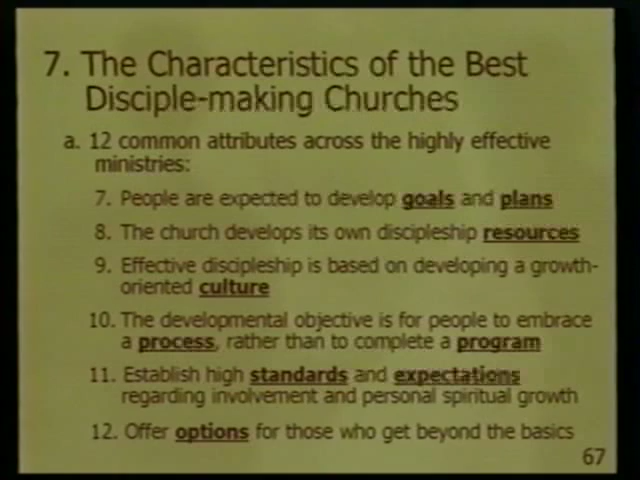 7. The Characteristics of the Best
Disciple-making Churches
a. 12 common attributes across the highly effective
ministries:
7. People are expected to develop goals and plans
8. The church develops its own discipleship resources
9. Effective discipleship is based on developing a growth-
oriented culture
10. The developmental objective is for people to embrace
a process, rather than to complete a program
11. Establish high standards and expectations
regarding involvement and personal spiritual growth
12. Offer options for those who get beyond the basics
67